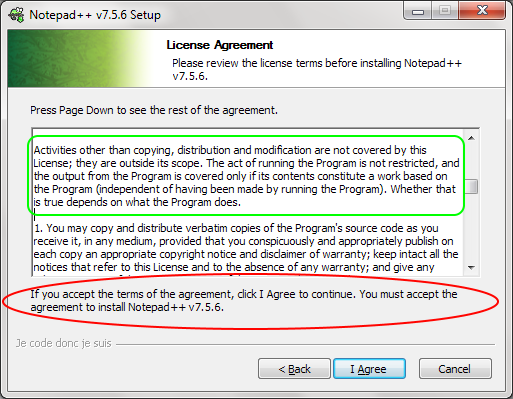 Notepad++ v7.5.6 Setup
License Agreement
Please review the license terms before installing Notepad++
v7.5.6.
Press Page Down to see the rest of the agreement.
Activities other than copying, distribution and modification are not covered by this
License; they are outside its scope. The act of running the Program is not restricted, and
the output from the Program is covered only if its contents constitute a work based on
the Program (independent of having been made by running the Program). Whether that
is true depends on what the Program does.
1. You may copy and distribute verbatim copies of the Program's source code as you
receive it, in any medium, provided that you conspicuously and appropriately publish on
each copy an appropriate copyright notice and disclaimer of warranty; keep intact all the
notices that refer to this License and to the absence of any warranty; and give any
If you accept the terms of the agreement, click I Agree to continue. You must accept the
agreement to install Notepad++ v7.5.6.
Je code donc je suis
< Back
I Agree
Cancel